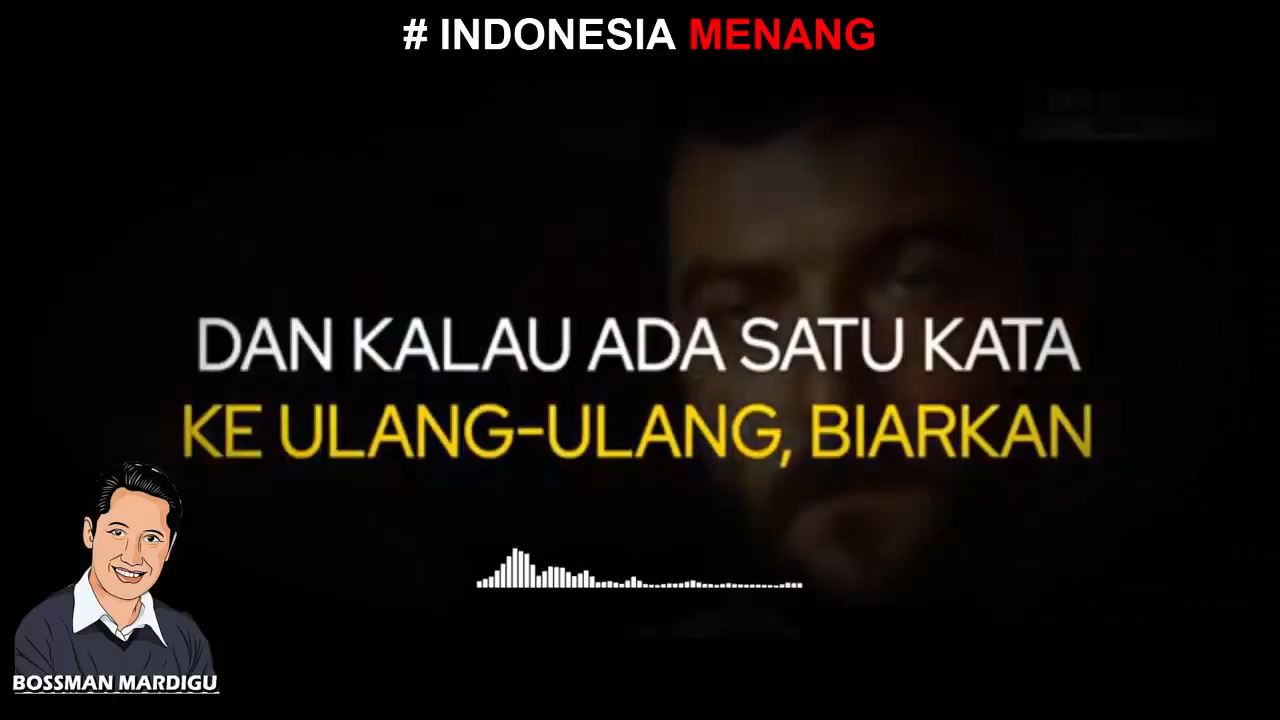 # INDONESIA MENANG
DAN KALAU ADA SATU KATA
KE ULANG-ULANG, BIARKAN
BOSSMAN MARDIGU